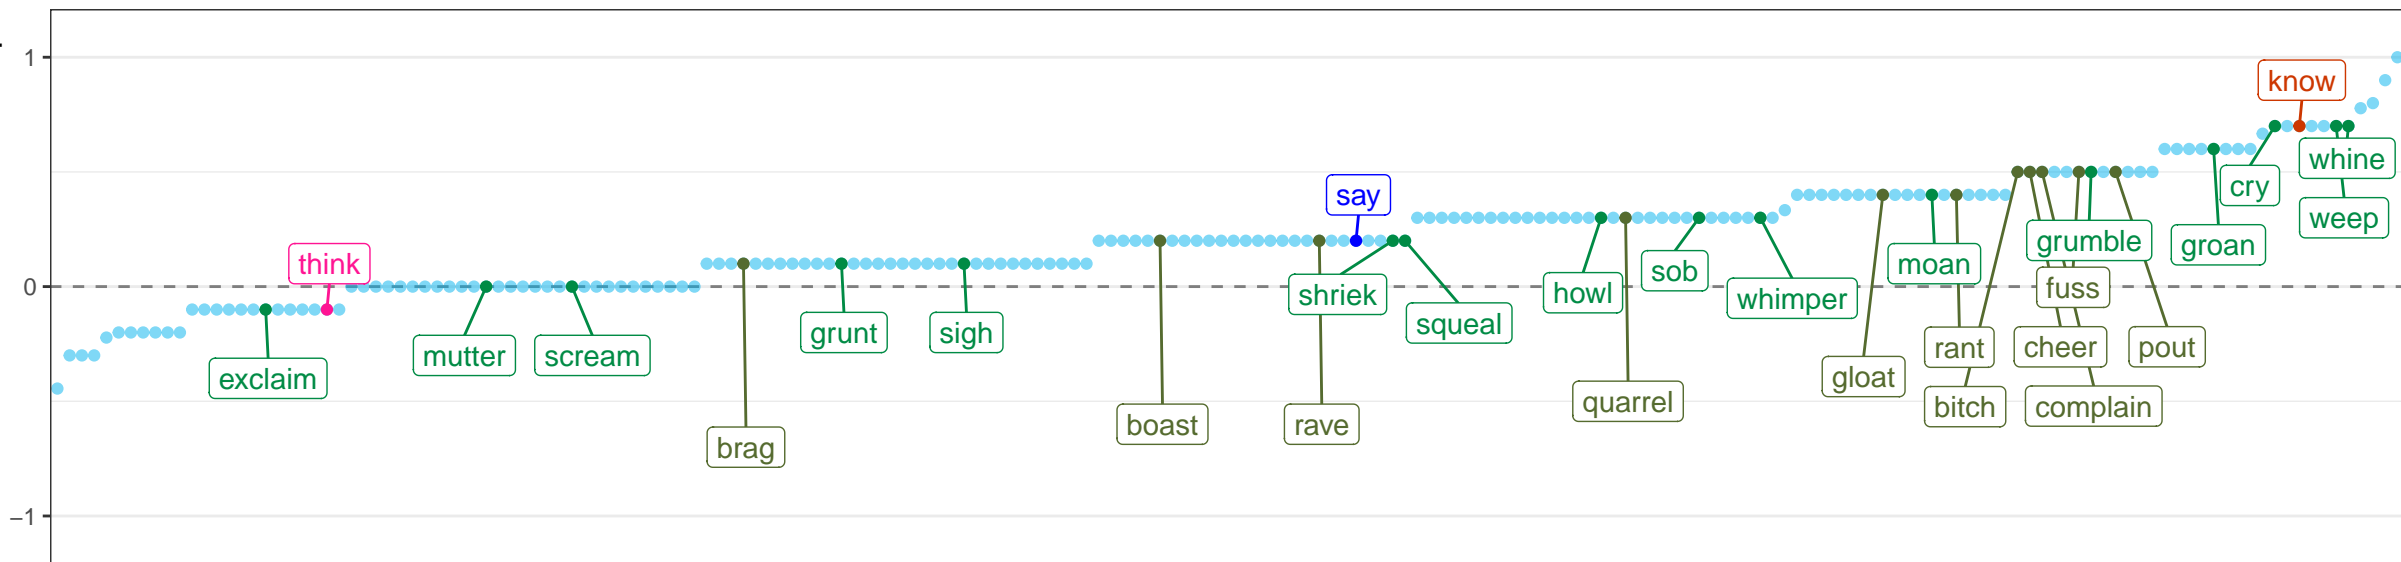 1
know
whine
cry
say
weep
grumble
groan
think
moan
sob
fuss
shriek
howl
whimper
0
squeal
grunt
sigh
rant
cheer
pout
mutter
scream
exclaim
gloat
quarrel
bitch
complain
boast
rave
brag
−1